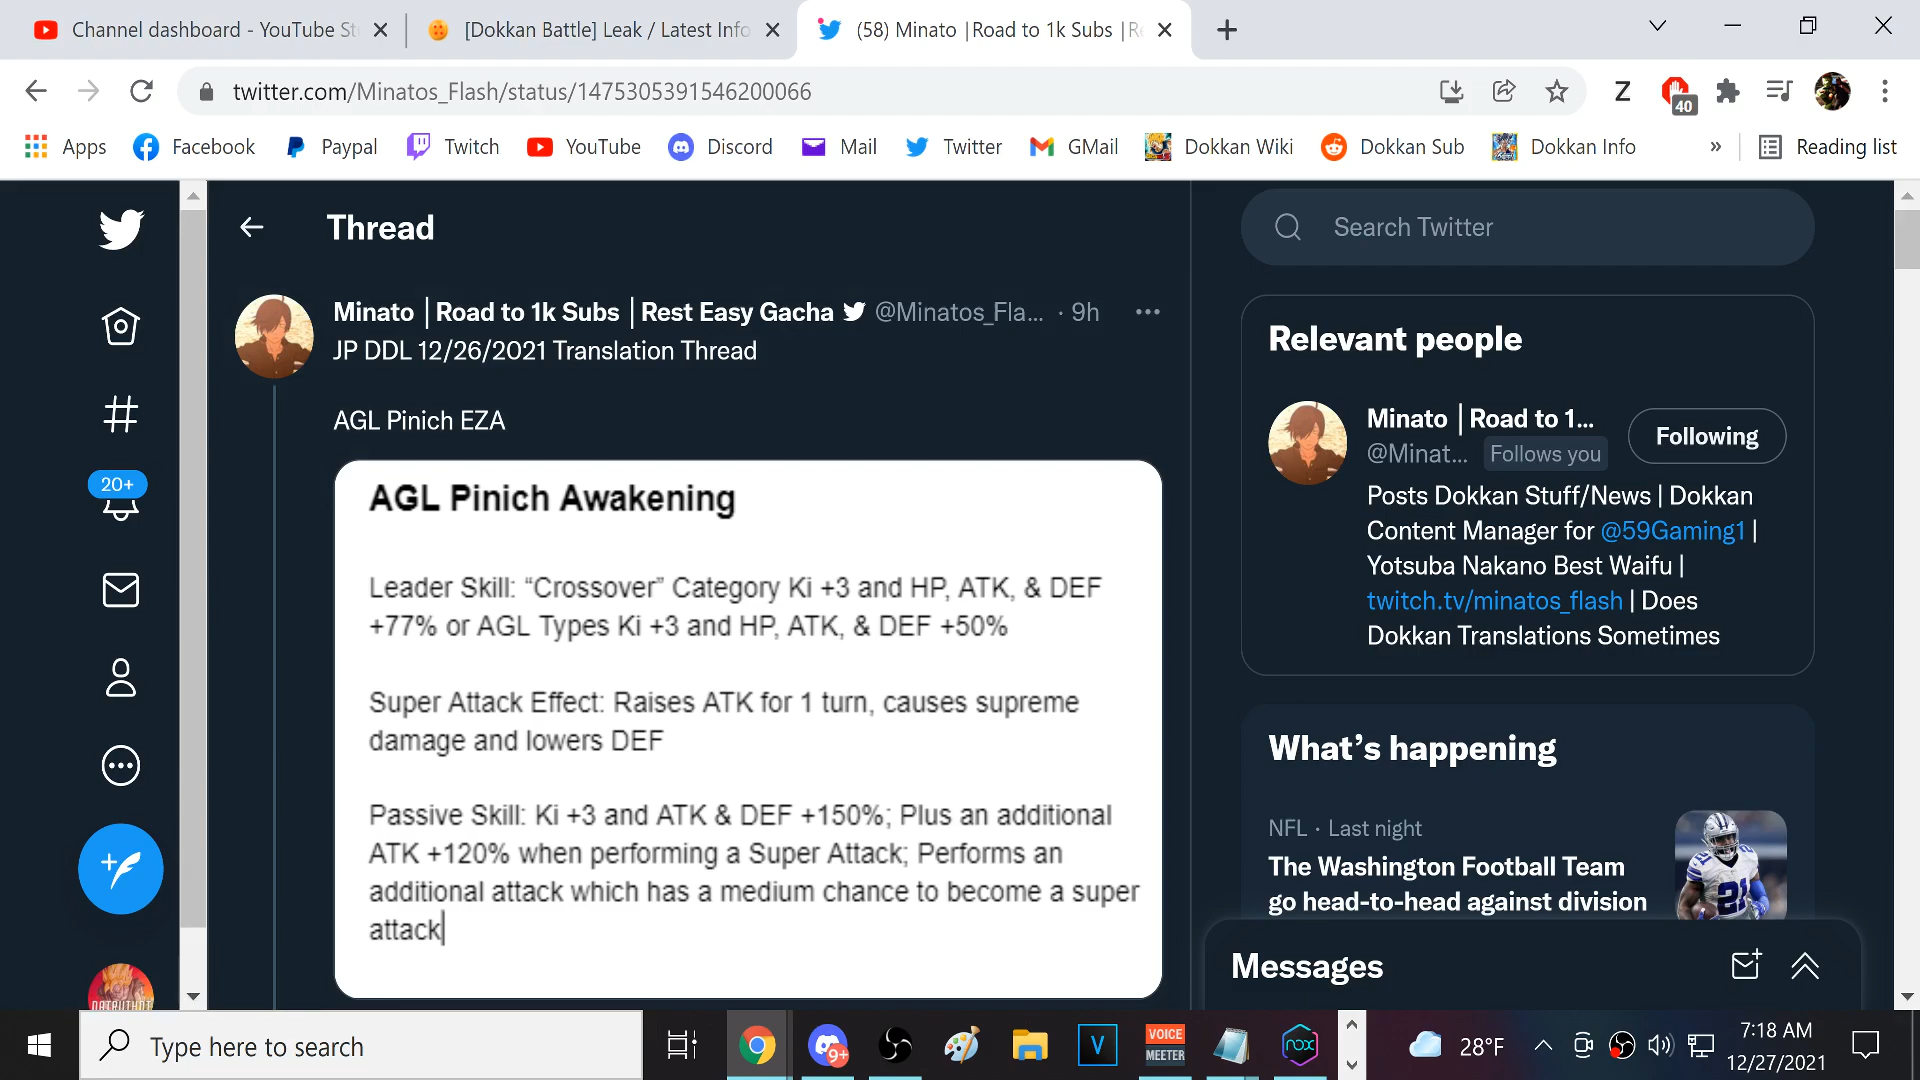 Channel dashboard - YouTube St
[Dokkan Battle] Leak / Latest Info
(58) Minato |Road to 1k Subs |Re
twitter.com/Minatos_Flash/status/1475305391546200066
Z
40
Apps
Facebook
Paypal
Twitch
YouTube
Discord
Mail
Twitter
GMail
Dokkan Wiki
Dokkan Sub
Dokkan Info
»
Reading list
Thread
Search Twitter
Minato |Road to 1k Subs |Rest Easy Gacha @Minatos_Fla... · 9h
JP DDL 12/26/2021 Translation Thread
AGL Pinich EZA
20+
AGL Pinich Awakening
Leader Skill: “Crossover” Category Ki +3 and HP, ATK, & DEF
+77% or AGL Types Ki +3 and HP, ATK, & DEF +50%
Super Attack Effect: Raises ATK for 1 turn, causes supreme
damage and lowers DEF
Passive Skill: Ki +3 and ATK & DEF +150%; Plus an additional
ATK +120% when performing a Super Attack; Performs an
additional attack which has a medium chance to become a super
attack
Relevant people
Minato |Road to 1...
@Minat... Follows you
Following
Posts Dokkan Stuff/News | Dokkan
Content Manager for @59Gaming1 |
Yotsuba Nakano Best Waifu |
twitch.tv/minatos_flash | Does
Dokkan Translations Sometimes
What’s happening
NFL · Last night
The Washington Football Team
go head-to-head against division
21
Messages
DATRUTHDT
Type here to search
9+
V
VOICE
MEETER
nox
28°F
7:18 AM
12/27/2021